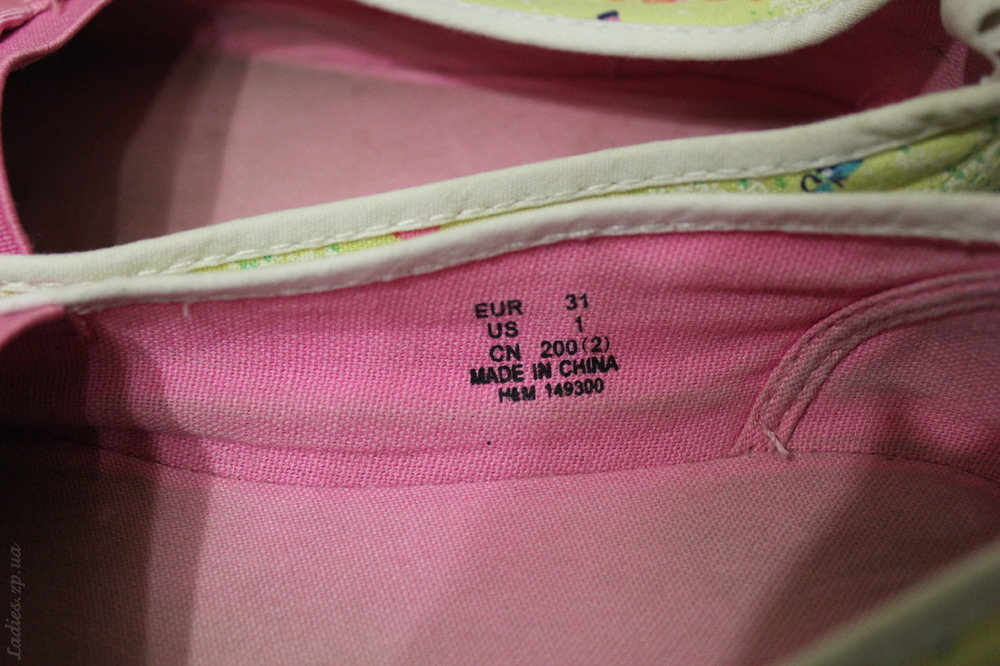 EUR 31
US 1
CN 200(2)
MADE IN CHINA
H&M 149300
Ladies.zp.ua